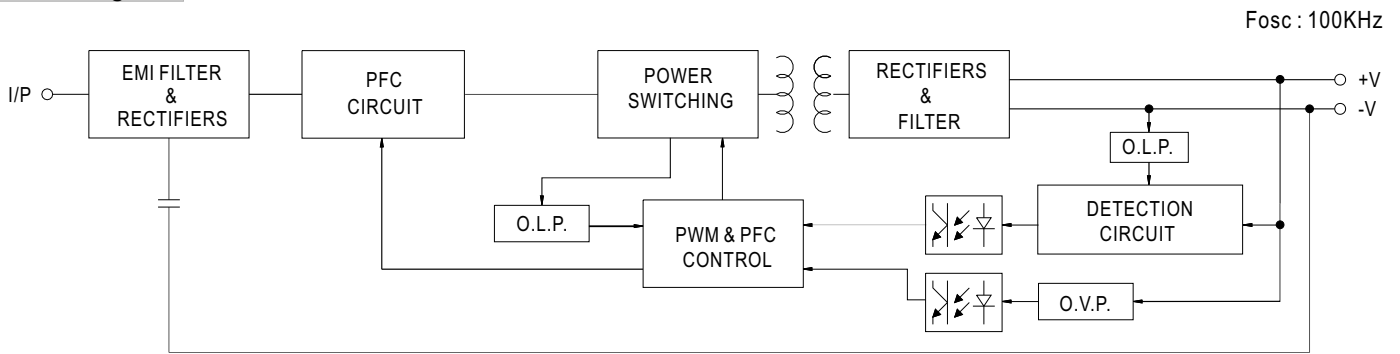 Fosc : 100KHz
I/P
EMI FILTER
&
RECTIFIERS
PFC
CIRCUIT
POWER
SWITCHING
RECTIFIERS
&
FILTER
+V
-V
O.L.P.
DETECTION
CIRCUIT
O.L.P.
PWM & PFC
CONTROL
O.V.P.